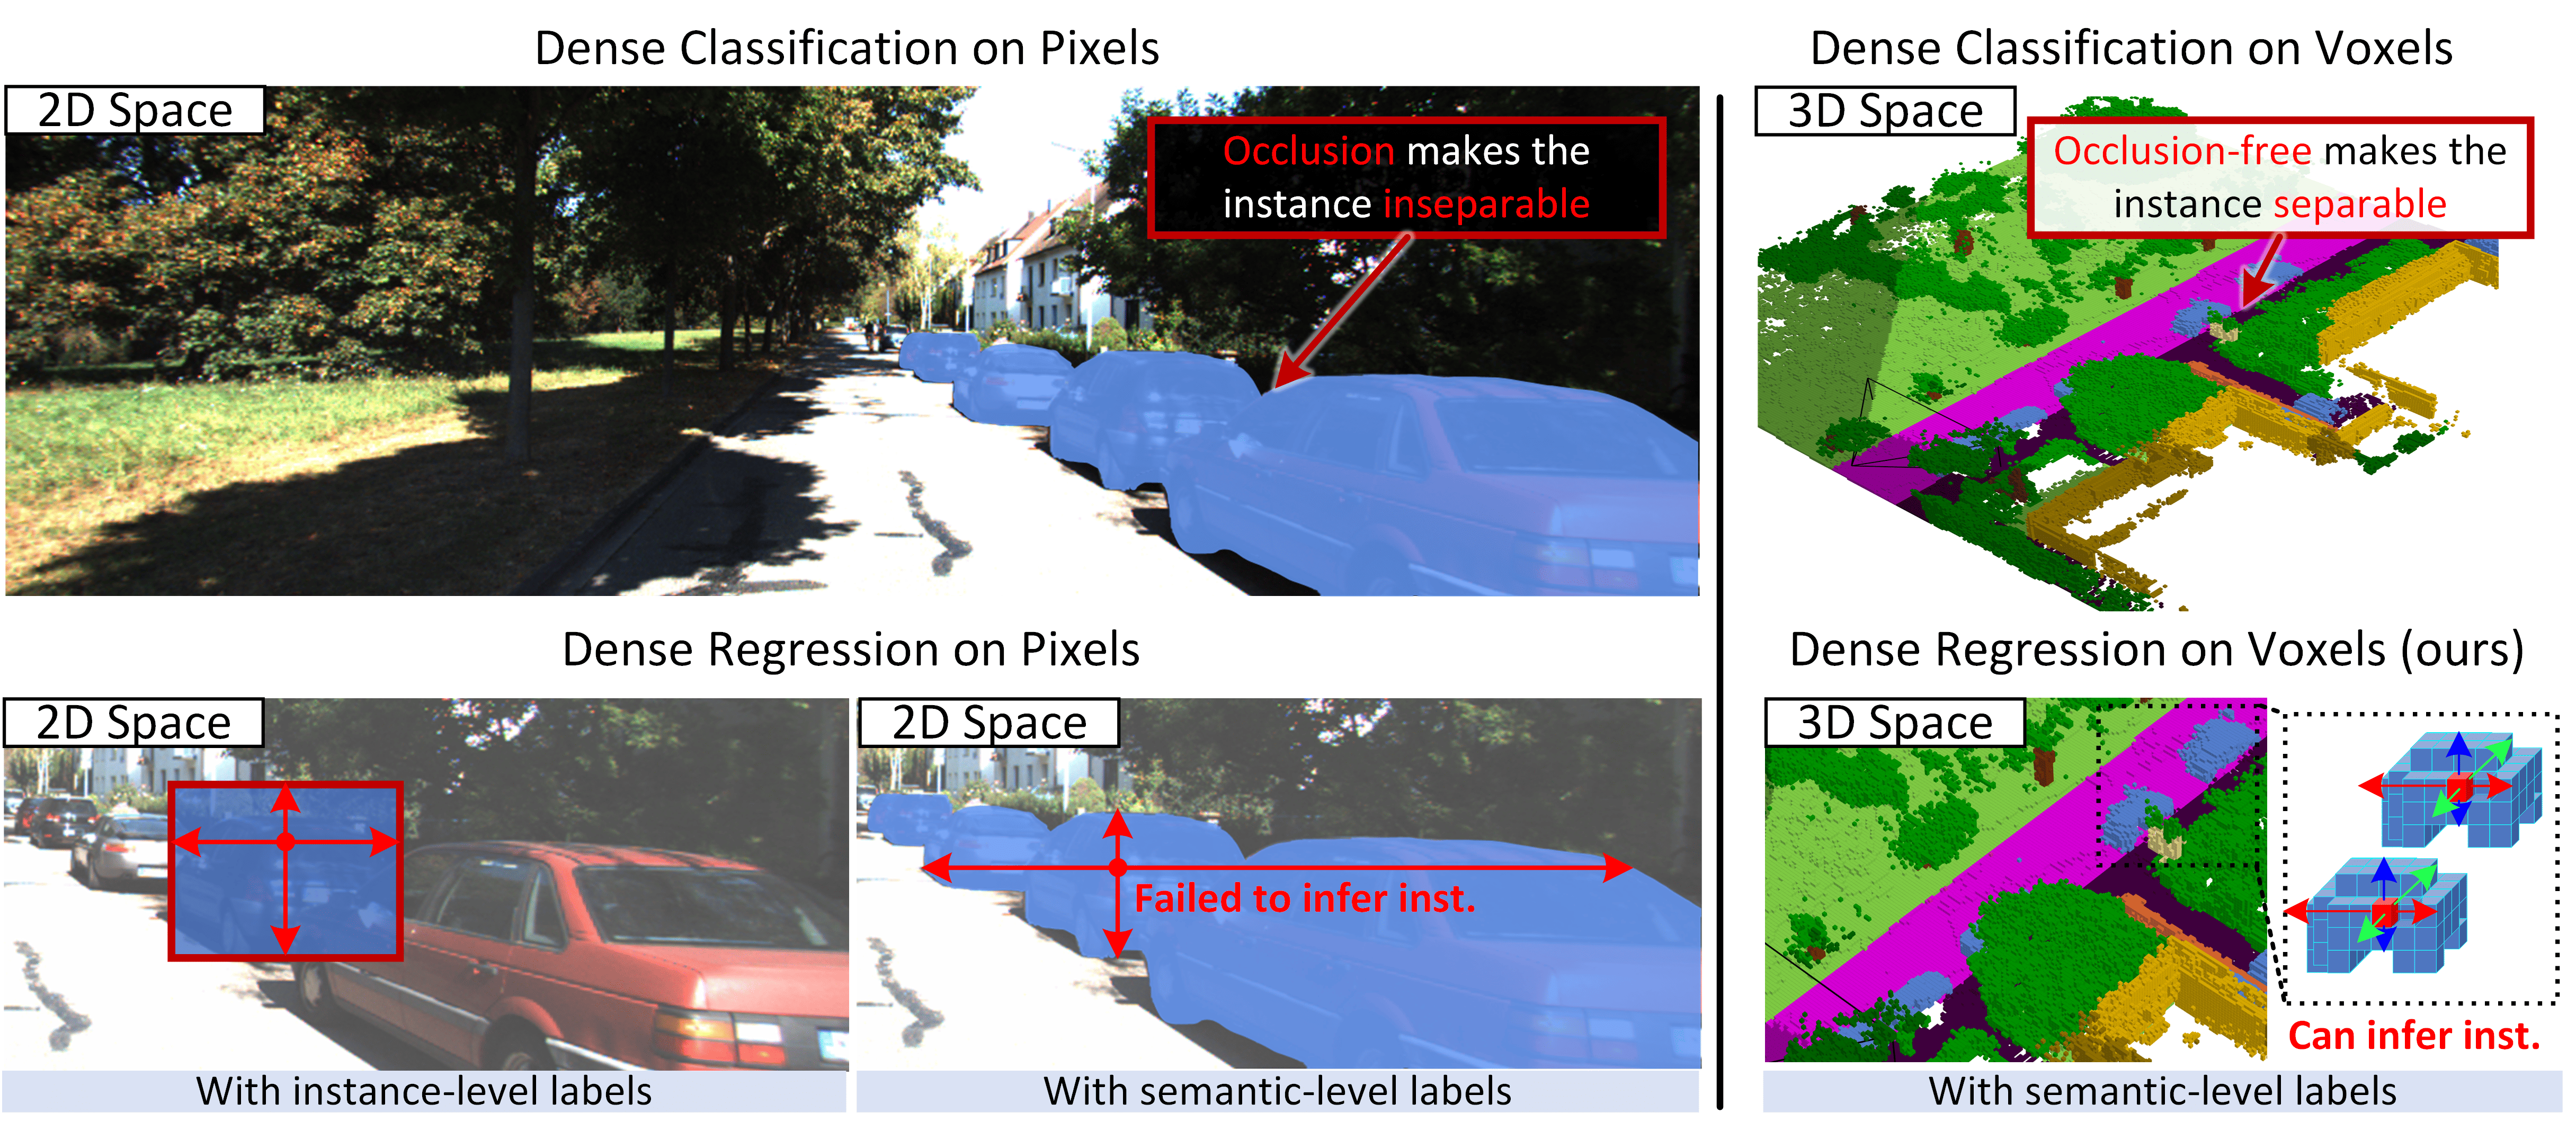 Dense Classification on Pixels
2D Space
Occlusion makes the
instance inseparable
Dense Classification on Voxels
3D Space
Occlusion-free makes the
instance separable
Dense Regression on Pixels
2D Space
With instance-level labels
2D Space
Failed to infer inst.
With semantic-level labels
Dense Regression on Voxels (ours)
3D Space
Can infer inst.
With semantic-level labels